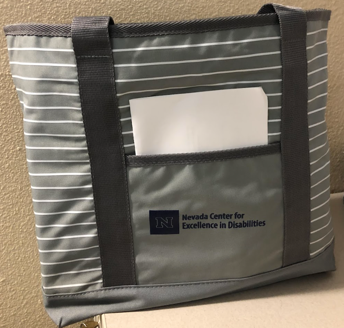 N
Nevada Center for
Excellence in Disabilities